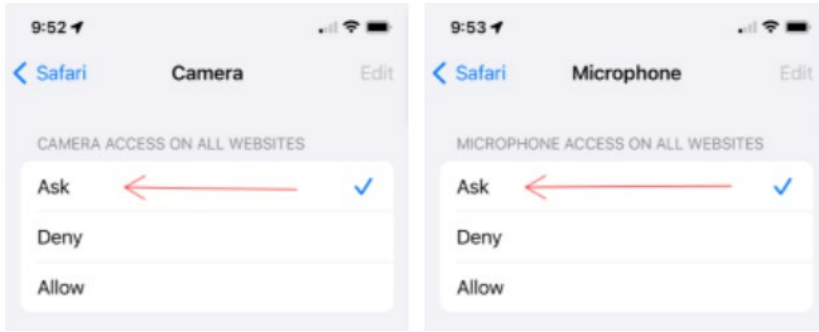 9:52
Safari
Camera
Edit
CAMERA ACCESS ON ALL WEBSITES
Ask
Deny
Allow
9:53
Safari
Microphone
Edit
MICROPHONE ACCESS ON ALL WEBSITES
Ask
Deny
Allow